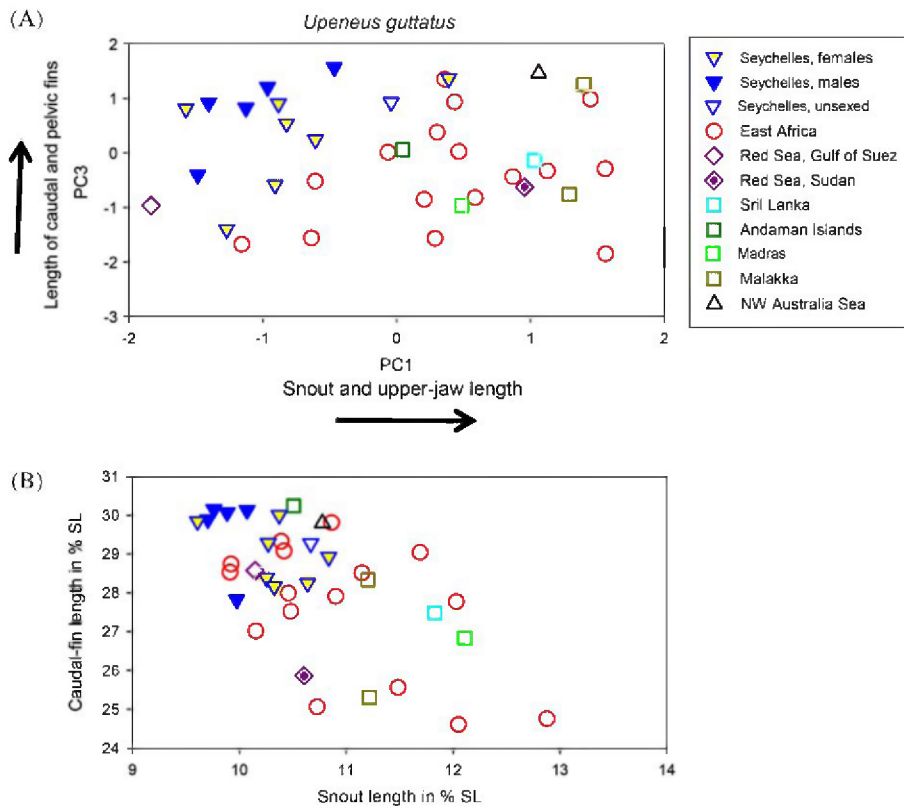 (A)
Upeneus guttatus
Length of caudal and pelvic fins
PC3
2
1
0
-1
-2
-3
-2
-1
0
1
2
PC1
Snout and upper-jaw length
Seychelles, females
Seychelles, males
Seychelles, unsexed
East Africa
Red Sea, Gulf of Suez
Red Sea, Sudan
Sril Lanka
Andaman Islands
Madras
Malakka
NW Australia Sea
(B)
Caudal-fin length in % SL
31
30
29
28
27
26
25
24
9
10
11
12
13
14
Snout length in % SL